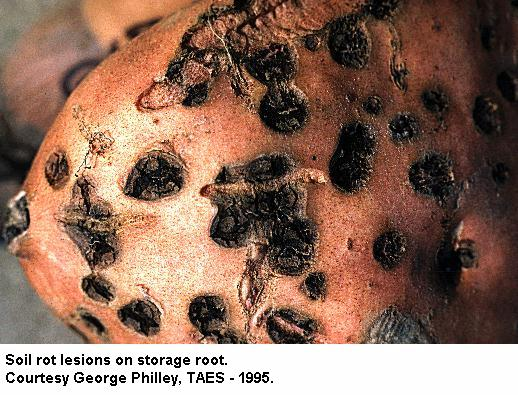 Soil rot lesions on storage root.
Courtesy George Philley, TAES - 1995.